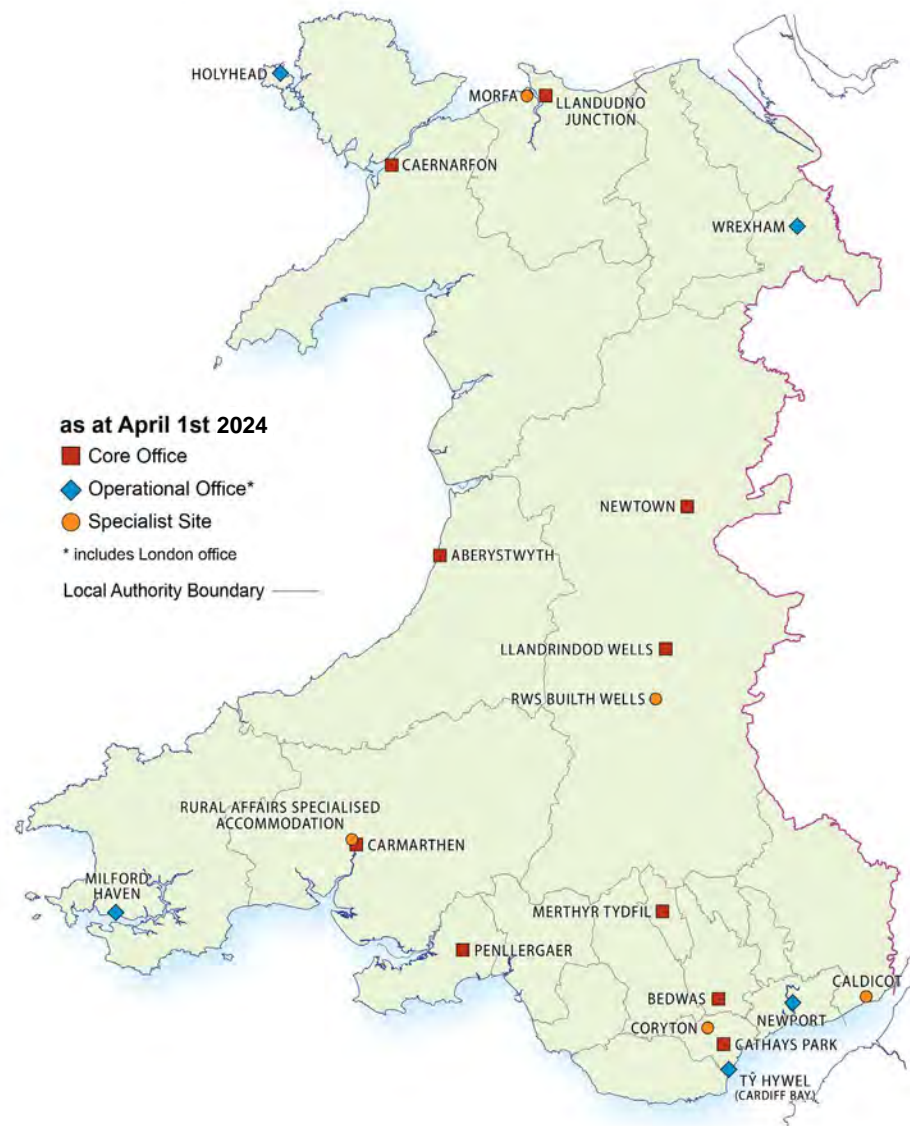 HOLYHEAD
MORFA
LLANDUDNO
JUNCTION
CAERNARFON
WREXHAM
as at April 1st 2024
Core Office
Operational Office*
Specialist Site
* includes London office
Local Authority Boundary
NEWTOWN
ABERYSTWYTH
LLANDRINDOD WELLS
RWS BUILTH WELLS
RURAL AFFAIRS SPECIALISED
ACCOMMODATION
CARMARTHEN
MILFORD
HAVEN
MERTHYR TYDFIL
PENLLERGAER
CALDICOT
BEDWAS
NEWPORT
CORYTON
CATHAYS PARK
TŶ HYWEL
(CARDIFF BAY)